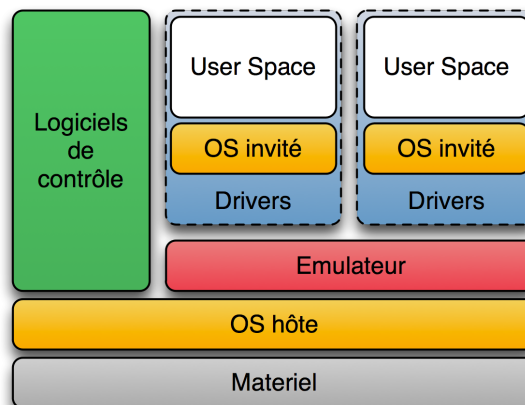 Logiciels
de
contrôle
User Space
OS invité
Drivers
User Space
OS invité
Drivers
Emulateur
OS hôte
Materiel